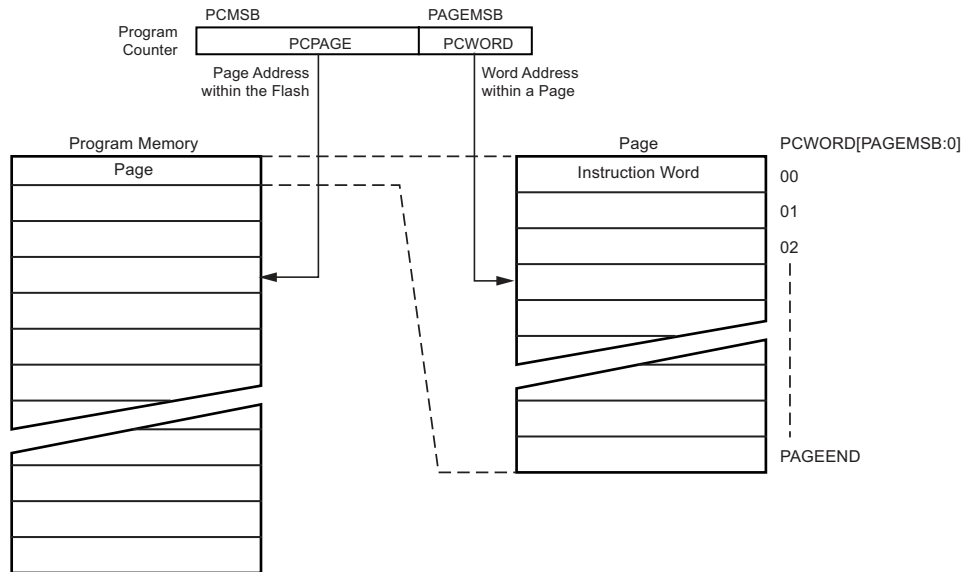 PCMSB
PAGEMSB
Program
Counter
PCPAGE
PCWORD
Page Address
within the Flash
Word Address
within a Page
Program Memory
Page
Page
Instruction Word
PCWORD[PAGEMSB:0]
00
01
02
PAGEEND